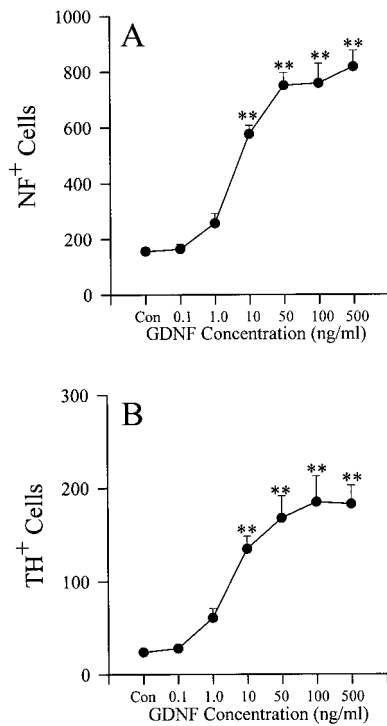 A
1000
800
600
400
200
0
NF+ Cells
** ** ** **
Con 0.1 1.0 10 50 100 500
GDNF Concentration (ng/ml)
B
300
200
100
0
TH+ Cells
** ** ** **
Con 0.1 1.0 10 50 100 500
GDNF Concentration (ng/ml)